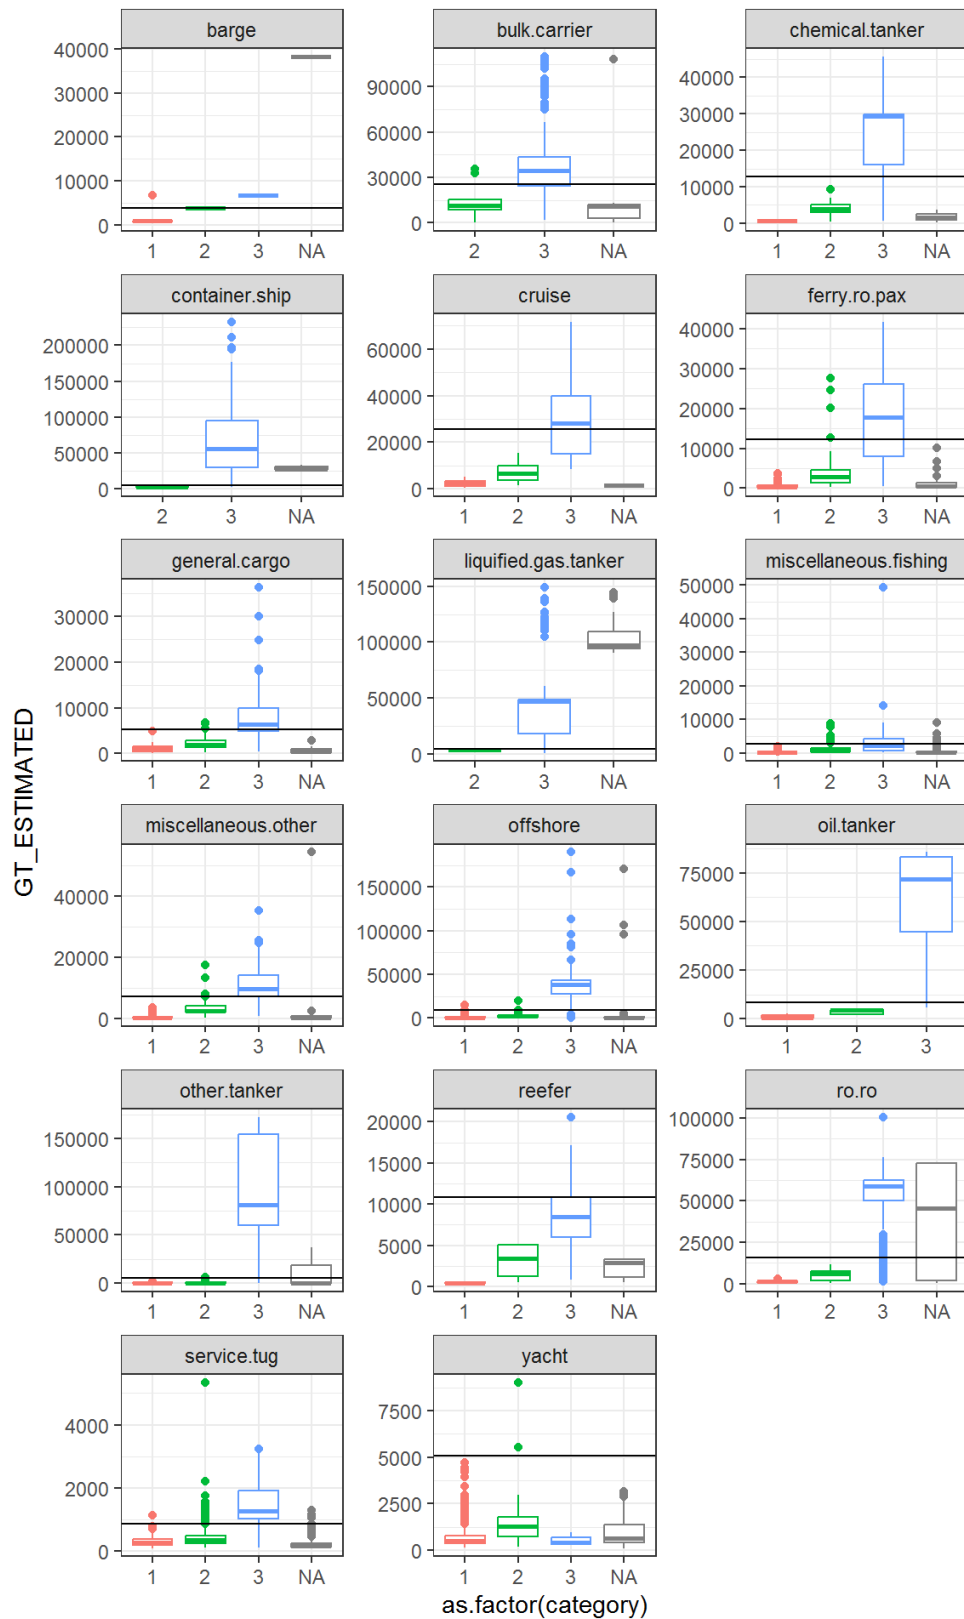 barge
bulk.carrier
chemical.tanker
40000
30000
20000
10000
0
1 2 3 NA
90000
60000
30000
0
2 3 NA
40000
30000
20000
10000
0
1 2 3 NA
container.ship
cruise
ferry.ro.pax
200000
150000
100000
50000
0
2 3 NA
60000
40000
20000
0
1 2 3 NA
40000
30000
20000
10000
0
1 2 3 NA
general.cargo
liquified.gas.tanker
miscellaneous.fishing
30000
20000
10000
0
1 2 3 NA
150000
100000
50000
0
2 3 NA
50000
40000
30000
20000
10000
0
1 2 3 NA
GT_ESTIMATED
miscellaneous.other
offshore
oil.tanker
40000
20000
0
1 2 3 NA
150000
100000
50000
0
1 2 3 NA
75000
50000
25000
0
1 2 3
other.tanker
reefer
ro.ro
150000
100000
50000
0
1 2 3 NA
20000
15000
10000
5000
0
1 2 3 NA
100000
75000
50000
25000
0
1 2 3 NA
service.tug
yacht
4000
2000
0
1 2 3 NA
7500
5000
2500
0
1 2 3 NA
as.factor(category)